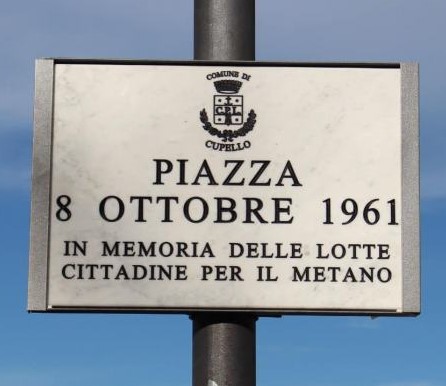 COMUNE DI
C.P.L.
CUPELLO
PIAZZA
8 OTTOBRE 1961
IN MEMORIA DELLE LOTTE
CITTADINE PER IL METANO